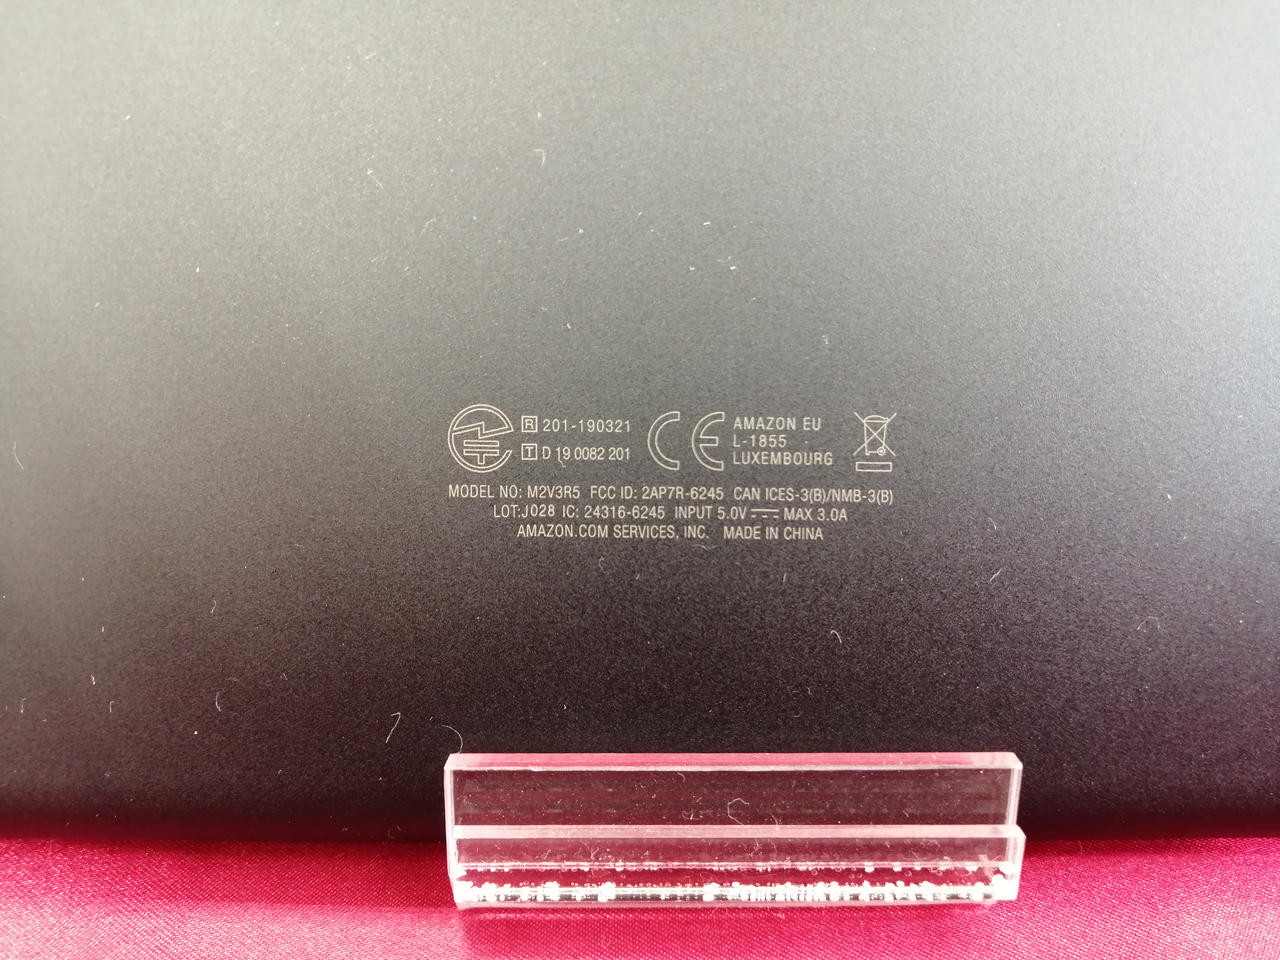 R 201-190321
T D 19 0082 201
CE
AMAZON EU
L-1855
LUXEMBOURG
MODEL NO: M2V3R5 FCC ID: 2AP7R-6245 CAN ICES-3(B)/NMB-3(B)
LOT:J028 IC: 24316-6245 INPUT 5.0V MAX 3.0A
AMAZON.COM SERVICES, INC. MADE IN CHINA